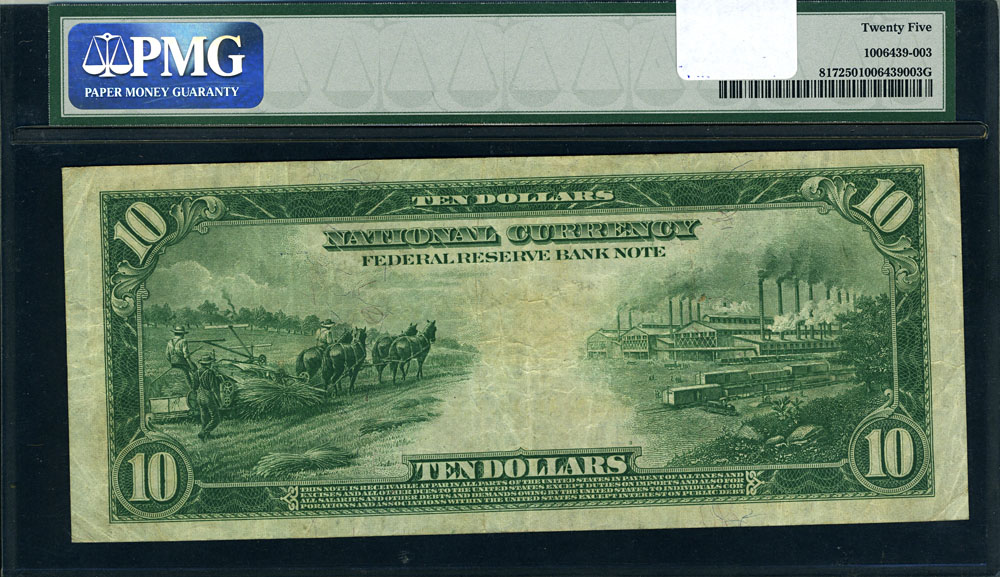 PMG
PAPER MONEY GUARANTY
Twenty Five
1006439-003
8172501006439003G
TEN DOLLARS
10
10
NATIONAL CURRENCY
FEDERAL RESERVE BANK NOTE
10
TEN DOLLARS
10
THIS NOTE IS RECEIVABLE AT PAR IN ALL PARTS OF THE UNITED STATES IN PAYMENT OF ALL TAXES AND
EXCISES AND ALL OTHER DUES TO THE UNITED STATES EXCEPT DUTIES ON IMPORTS AND ALSO FOR
ALL SALARIES AND OTHER DEBTS AND DEMANDS OWING BY THE UNITED STATES TO INDIVIDUALS COR
PORATIONS AND ASSOCIATIONS WITHIN THE UNITED STATES EXCEPT INTEREST ON PUBLIC DEBT